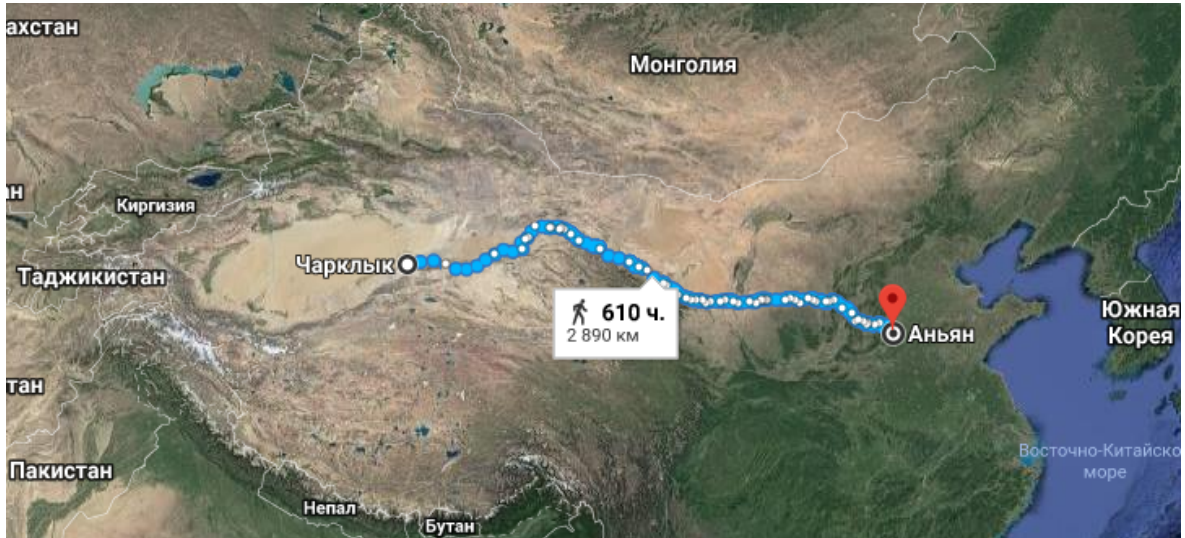 ахстан
Монголия
ан
Киргизия
Чарклык
Таджикистан
610 ч.
2 890 км
Аньян
Южная
Корея
тан
Пакистан
Восточно-Китайско
море
Непал
Бутан